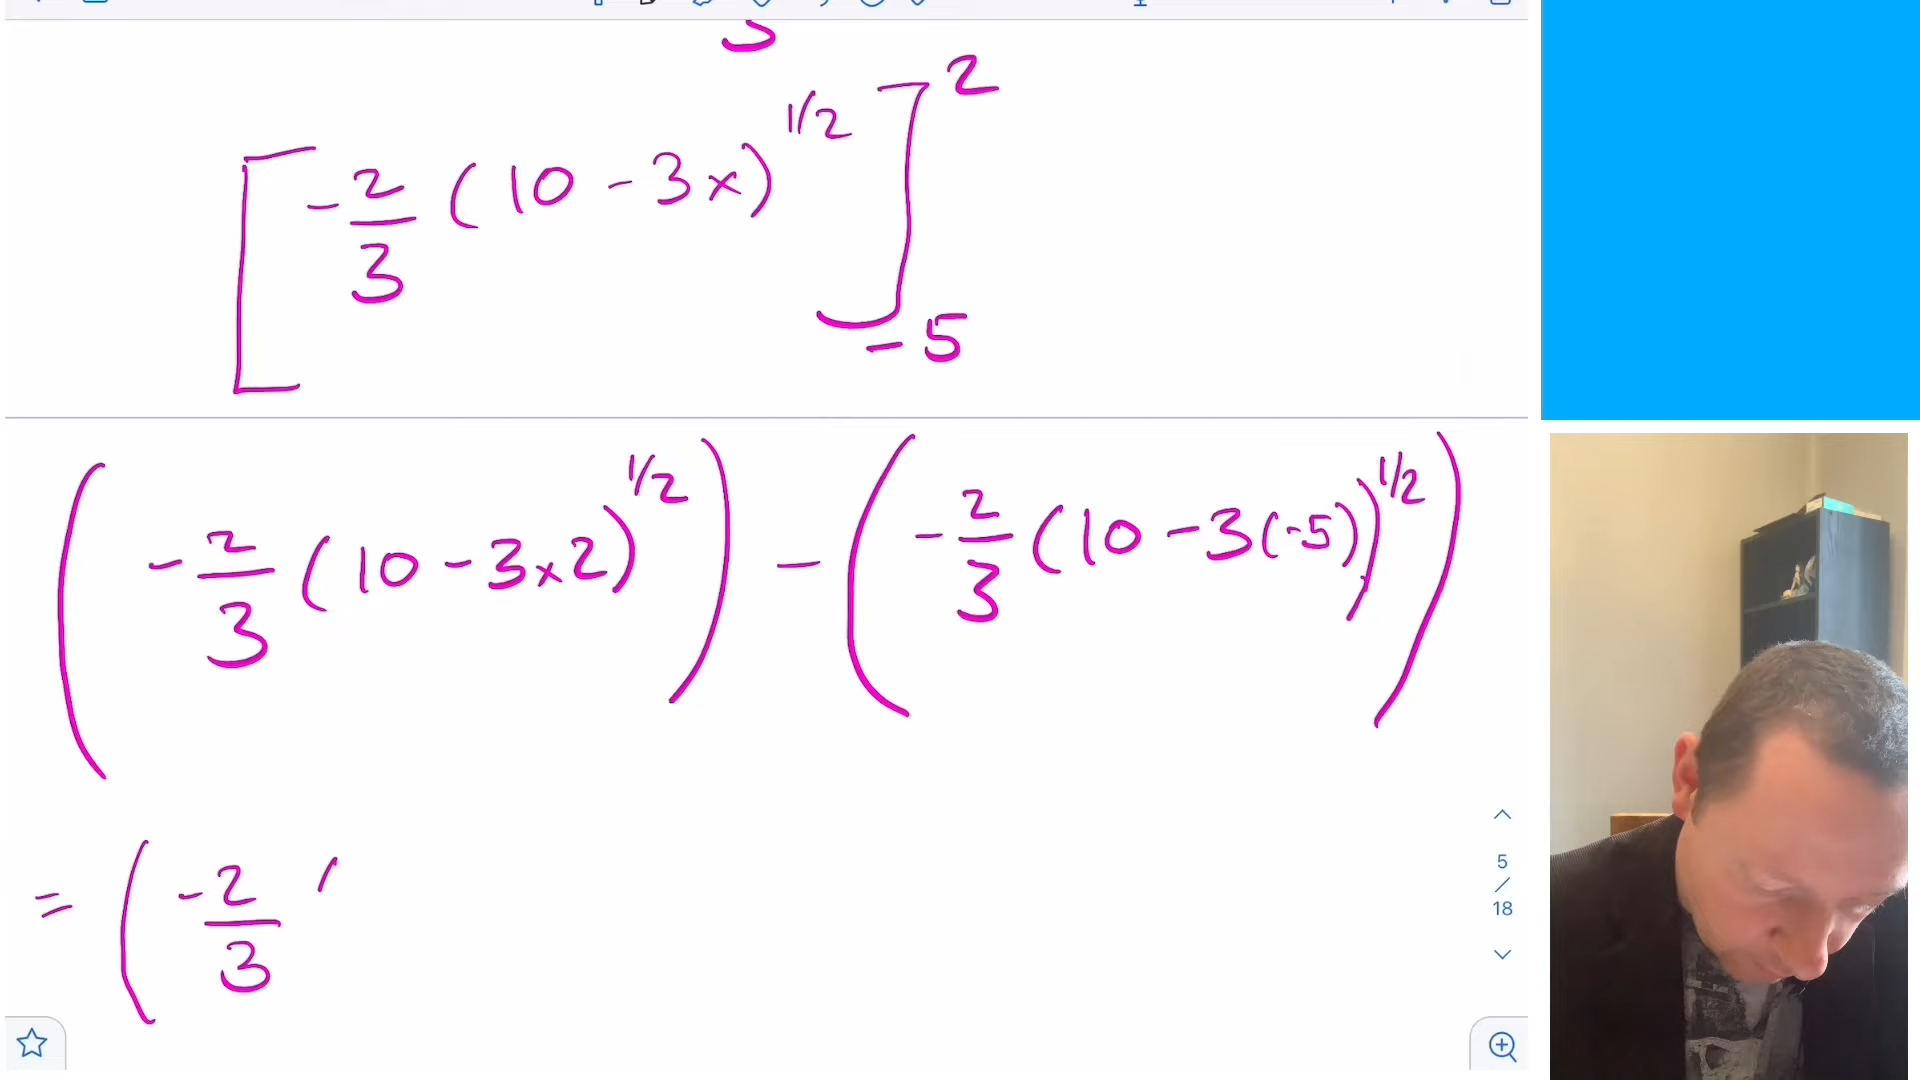 [ -2/3 (10 - 3x)^1/2 ]^2_-5
( -2/3 (10 - 3×2)^1/2 ) - ( -2/3 (10 - 3(-5))^1/2 )
= ( -2/3 (
5
/
18